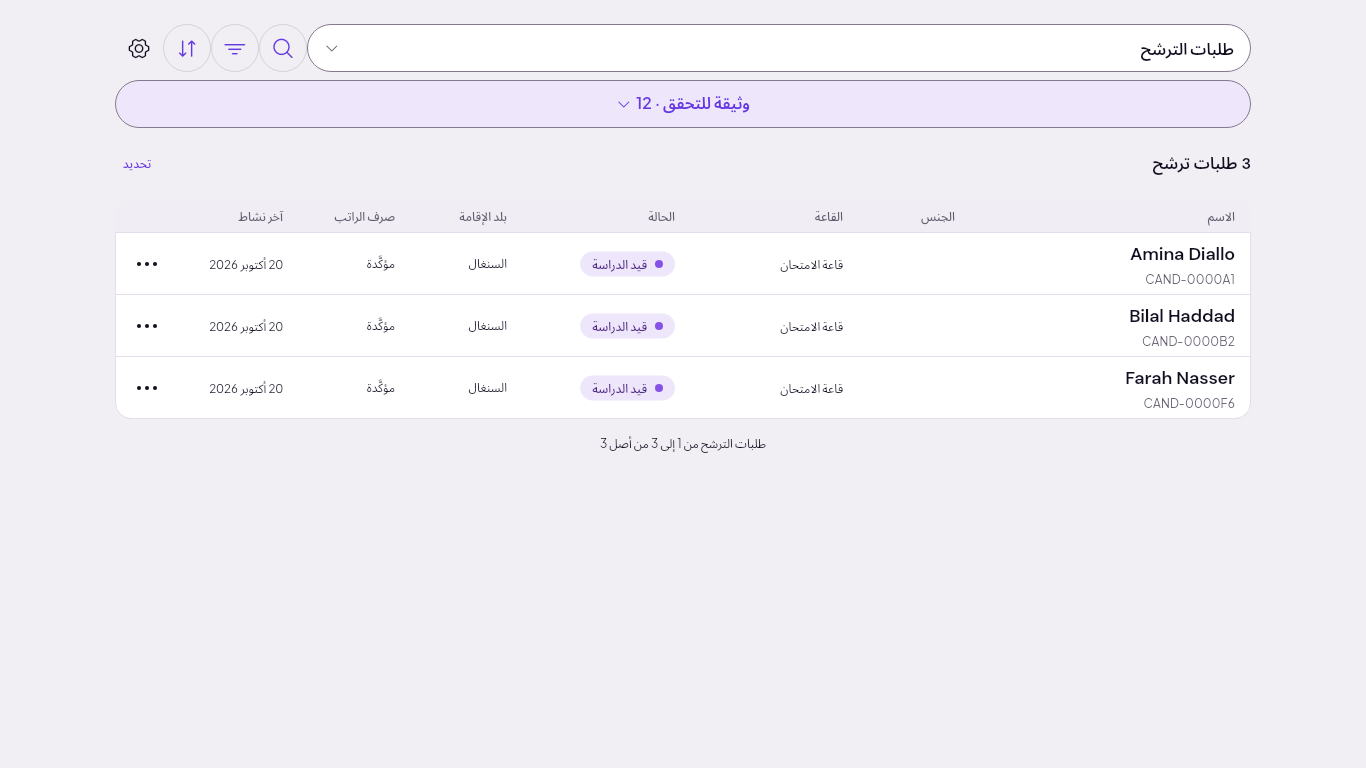 طلبات الترشح
12 · وثيقة للتحقق
3 طلبات ترشح
تحديد
الاسم الجنس القاعة الحالة بلد الإقامة صرف الراتب آخر نشاط
Amina Diallo
CAND-0000A1
قاعة الامتحان قيد الدراسة السنغال مؤكَّدة 20 أكتوبر 2026
Bilal Haddad
CAND-0000B2
قاعة الامتحان قيد الدراسة السنغال مؤكَّدة 20 أكتوبر 2026
Farah Nasser
CAND-0000F6
قاعة الامتحان قيد الدراسة السنغال مؤكَّدة 20 أكتوبر 2026
طلبات الترشح من 1 إلى 3 من أصل 3